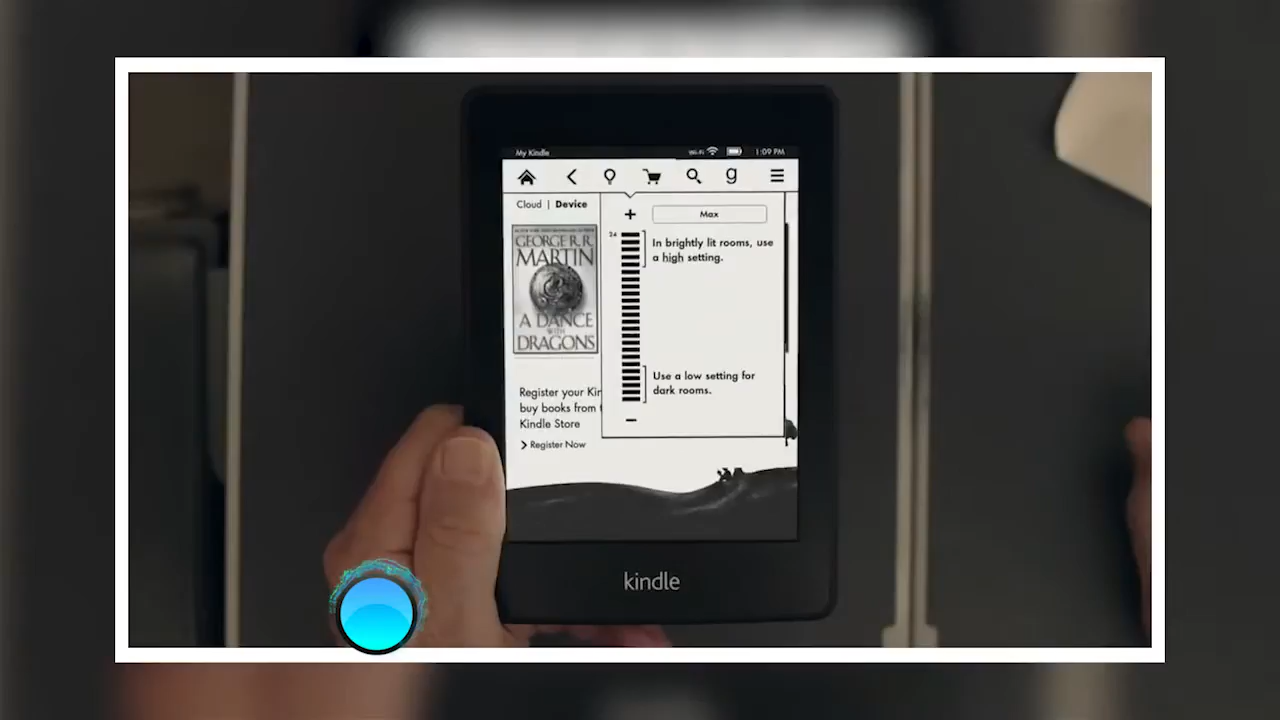 My Kindle
Wi-Fi
1:09 PM
Cloud | Device
GEORGE R.R.
MARTIN
A DANCE
WITH
DRAGONS
Register your Kin
buy books from t
Kindle Store
Register Now
+
Max
24
In brightly lit rooms, use
a high setting.
Use a low setting for
dark rooms.
−
kindle